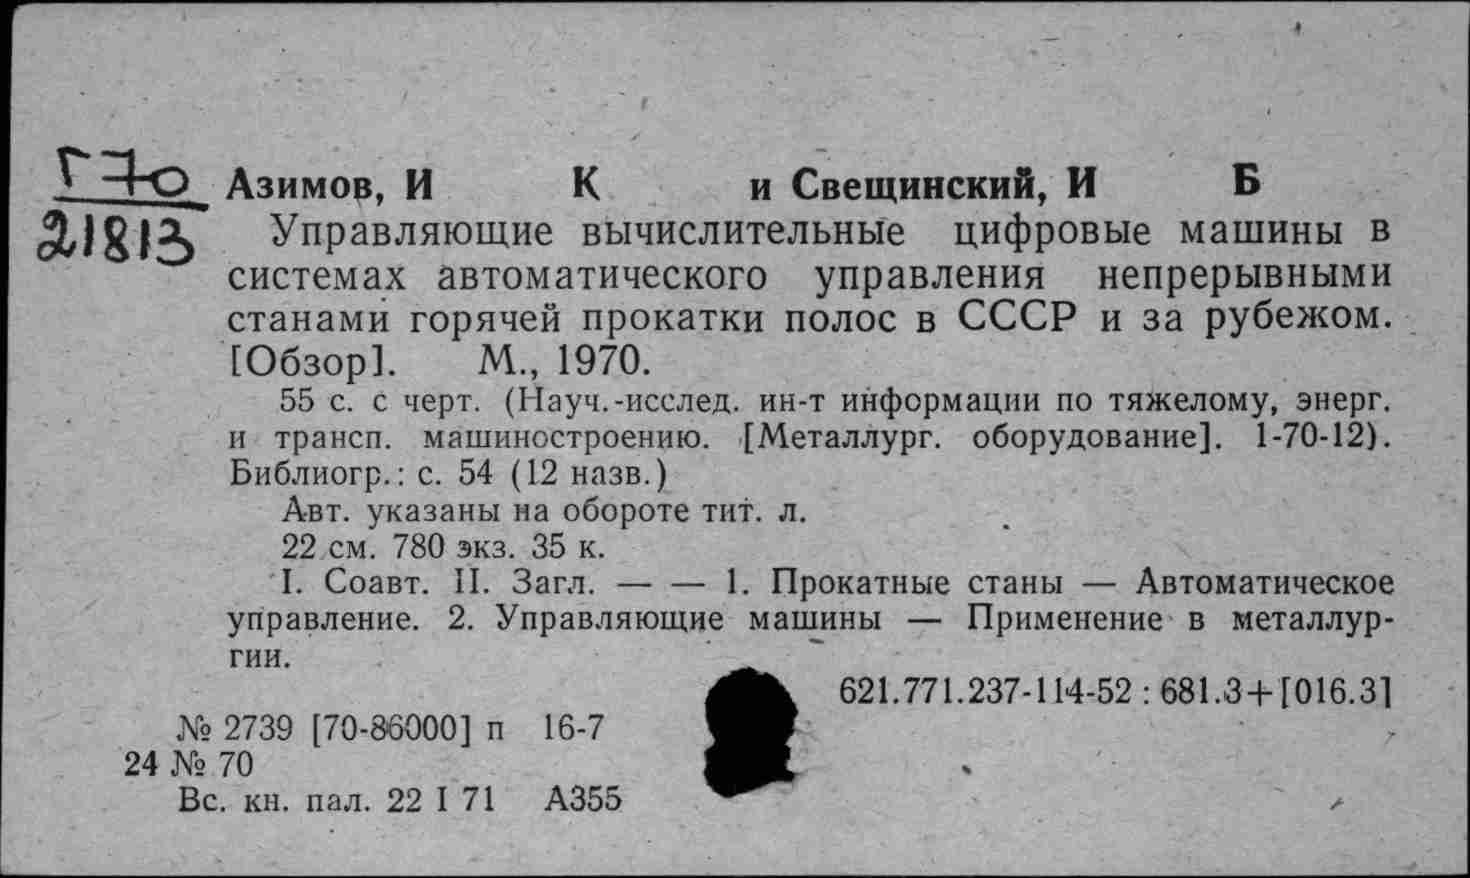 Г70
21813
Азимов, И К и Свещинский, И Б
Управляющие вычислительные цифровые машины в
системах автоматического управления непрерывными
станами горячей прокатки полос в СССР и за рубежом.
[Обзор]. М., 1970.
55 с. с черт. (Науч.-исслед. ин-т информации по тяжелому, энерг.
и трансп. машиностроению. [Металлург. оборудование]. 1-70-12).
Библиогр.: с. 54 (12 назв.)
Авт. указаны на обороте тит. л.
22 см. 780 экз. 35 к.
I. Соавт. II. Загл. — — 1. Прокатные станы — Автоматическое
управление. 2. Управляющие машины — Применение в металлур-
гии.
621.771.237-114-52 : 681.3+[016.3]
№ 2739 [70-86000] п 16-7
24 № 70
Вс. кн. пал. 22 I 71 А355